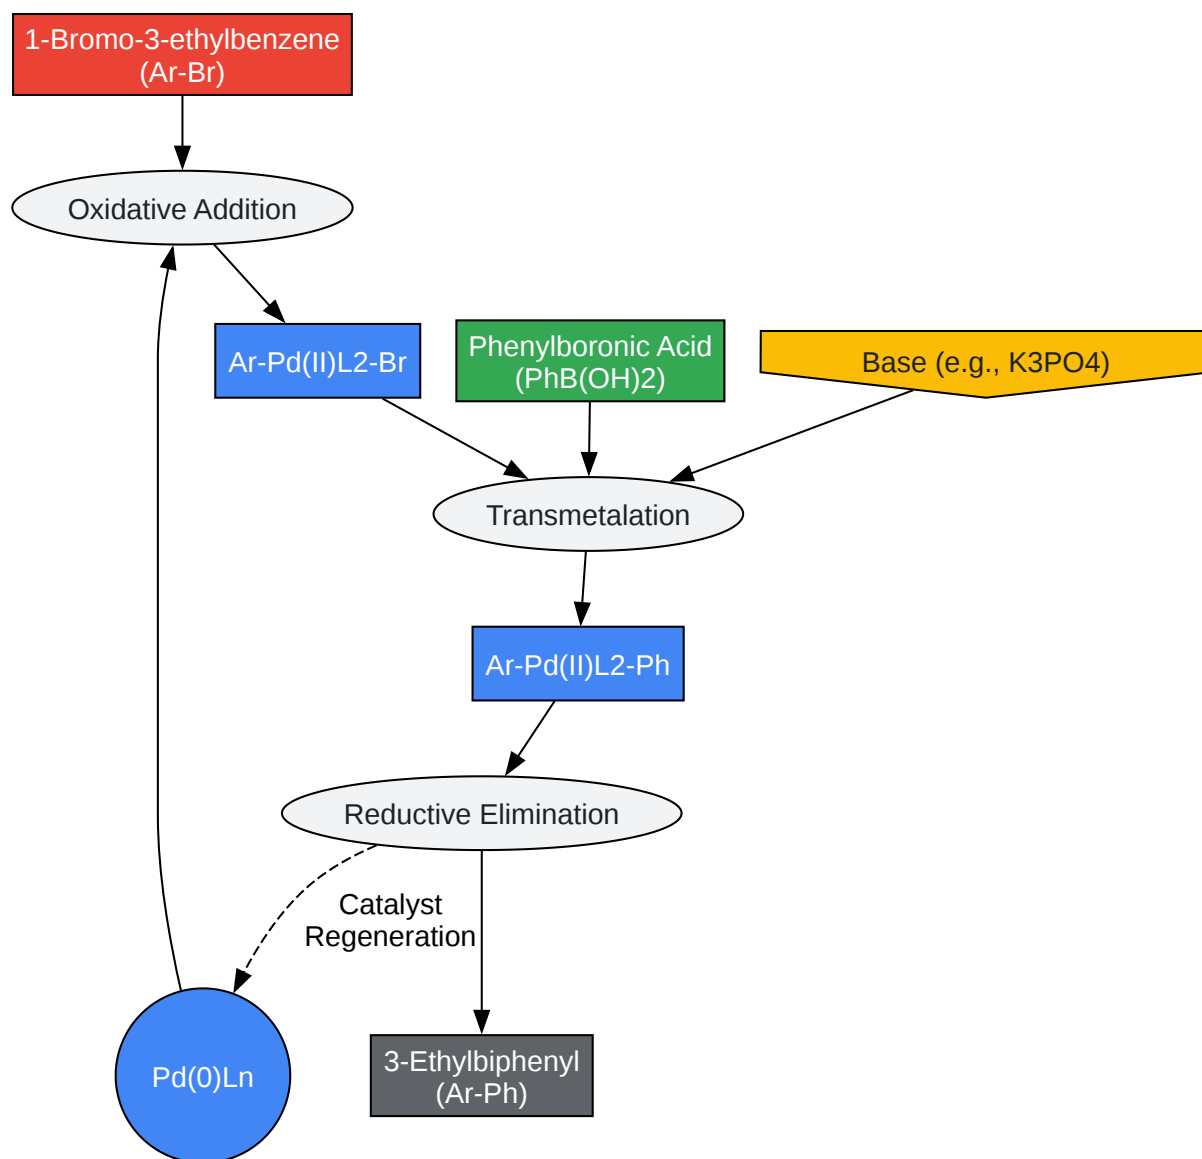 1-Bromo-3-ethylbenzene
(Ar-Br)
Oxidative Addition
Ar-Pd(II)L2-Br
Phenylboronic Acid
(PhB(OH)2)
Base (e.g., K3PO4)
Transmetalation
Ar-Pd(II)L2-Ph
Reductive Elimination
Catalyst
Regeneration
Pd(0)Ln
3-Ethylbiphenyl
(Ar-Ph)